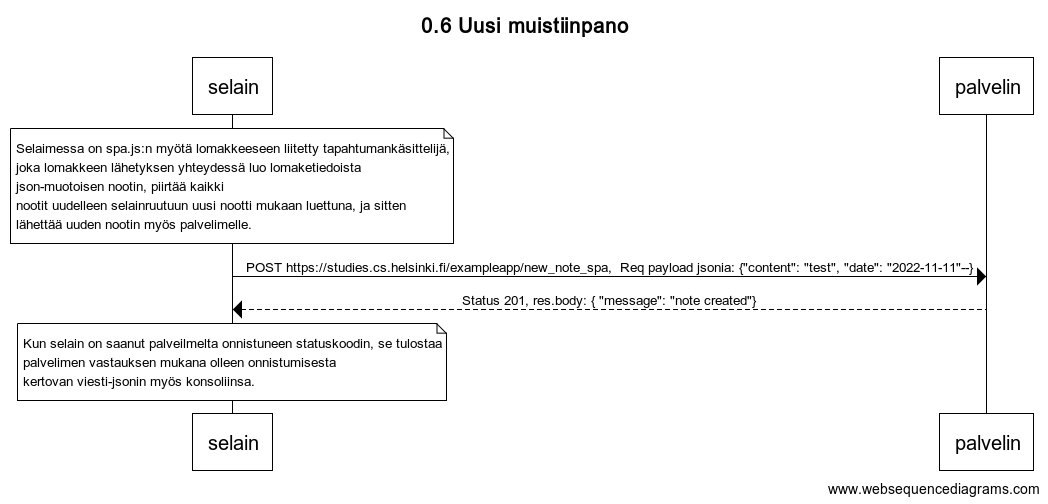 0.6 Uusi muistiinpano
selain
palvelin
Selaimessa on spa.js:n myötä lomakkeeseen liitetty tapahtumankäsittelijä,
joka lomakkeen lähetyksen yhteydessä luo lomaketiedoista
json-muotoisen nootin, piirtää kaikki
nootit uudelleen selainruutuun uusi nootti mukaan luettuna, ja sitten
lähettää uuden nootin myös palvelimelle.
POST https://studies.cs.helsinki.fi/exampleapp/new_note_spa, Req payload jsonia: {"content": "test", "date": "2022-11-11"--}
Status 201, res.body: { "message": "note created"}
Kun selain on saanut palveilmelta onnistuneen statuskoodin, se tulostaa
palvelimen vastauksen mukana olleen onnistumisesta
kertovan viesti-jsonin myös konsoliinsa.
selain
palvelin
www.websequencediagrams.com